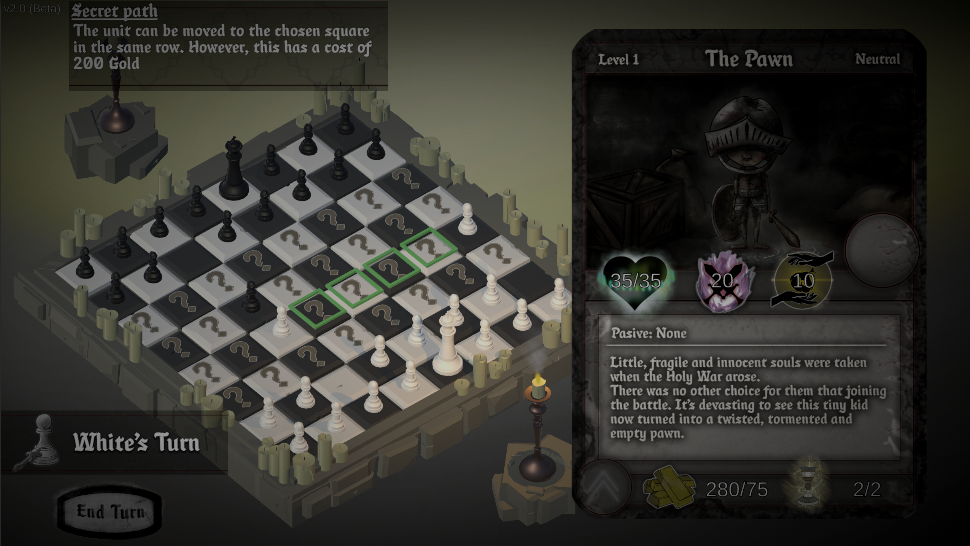 v2.0 (Beta)
Secret path
The unit can be moved to the chosen square
in the same row. However, this has a cost of
200 Gold
Level 1
The Pawn
Neutral
35/35
20
10
Pasive: None
Little, fragile and innocent souls were taken
when the Holy War arose.
There was no other choice for them that joining
the battle. It's devasting to see this tiny kid
now turned into a twisted, tormented and
empty pawn.
280/75
2/2
White's Turn
End Turn